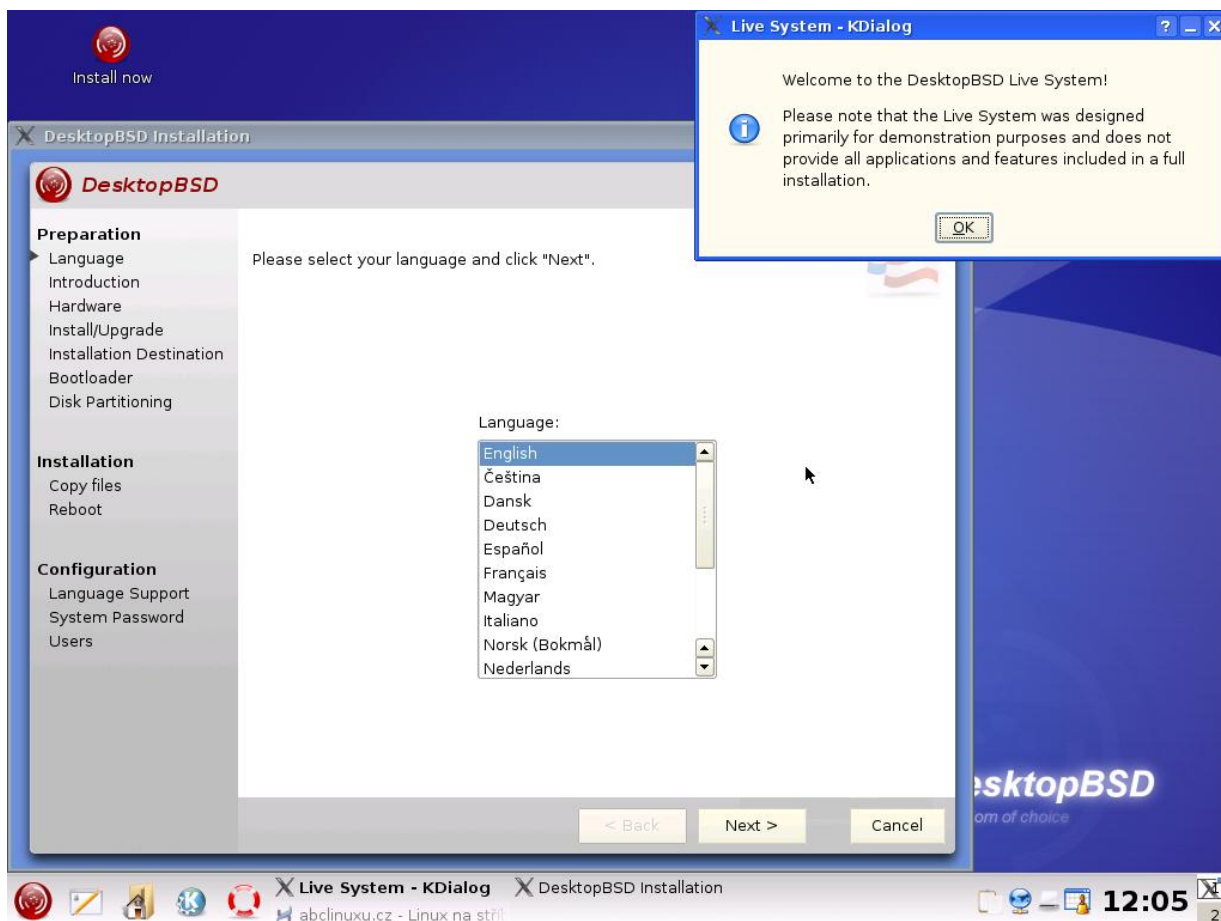 Install now
Live System - KDialog
Welcome to the DesktopBSD Live System!
Please note that the Live System was designed
primarily for demonstration purposes and does not
provide all applications and features included in a full
installation.
OK
DesktopBSD Installation
DesktopBSD
Preparation
Language
Introduction
Hardware
Install/Upgrade
Installation Destination
Bootloader
Disk Partitioning
Installation
Copy files
Reboot
Configuration
Language Support
System Password
Users
Please select your language and click "Next".
Language:
English
Čeština
Dansk
Deutsch
Español
Français
Magyar
Italiano
Norsk (Bokmål)
Nederlands
< Back
Next >
Cancel
esktopBSD
om of choice
Live System - KDialog
DesktopBSD Installation
abclinuxu.cz - Linux na stří
12:05
1
2